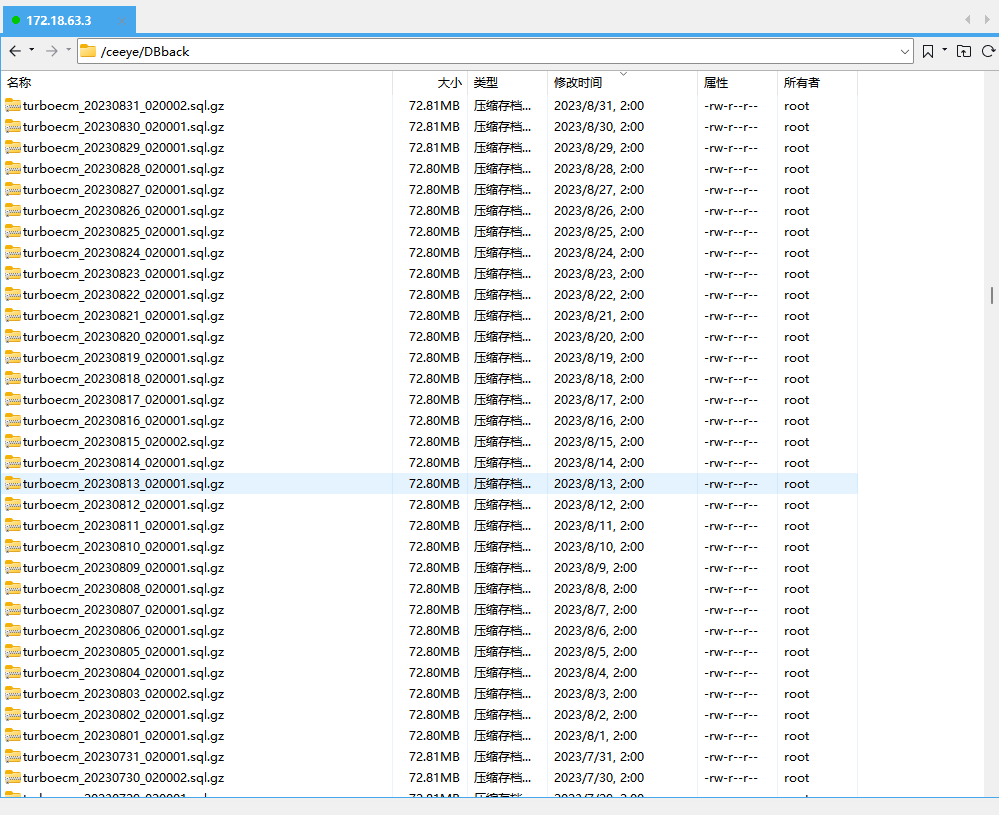 172.18.63.3
/ceeye/DBback
名称 大小 类型 修改时间 属性 所有者
turboecm_20230831_020002.sql.gz 72.81MB 压缩存档... 2023/8/31, 2:00 -rw-r--r-- root
turboecm_20230830_020001.sql.gz 72.81MB 压缩存档... 2023/8/30, 2:00 -rw-r--r-- root
turboecm_20230829_020001.sql.gz 72.81MB 压缩存档... 2023/8/29, 2:00 -rw-r--r-- root
turboecm_20230828_020001.sql.gz 72.80MB 压缩存档... 2023/8/28, 2:00 -rw-r--r-- root
turboecm_20230827_020001.sql.gz 72.80MB 压缩存档... 2023/8/27, 2:00 -rw-r--r-- root
turboecm_20230826_020001.sql.gz 72.80MB 压缩存档... 2023/8/26, 2:00 -rw-r--r-- root
turboecm_20230825_020001.sql.gz 72.80MB 压缩存档... 2023/8/25, 2:00 -rw-r--r-- root
turboecm_20230824_020001.sql.gz 72.80MB 压缩存档... 2023/8/24, 2:00 -rw-r--r-- root
turboecm_20230823_020001.sql.gz 72.80MB 压缩存档... 2023/8/23, 2:00 -rw-r--r-- root
turboecm_20230822_020001.sql.gz 72.80MB 压缩存档... 2023/8/22, 2:00 -rw-r--r-- root
turboecm_20230821_020001.sql.gz 72.80MB 压缩存档... 2023/8/21, 2:00 -rw-r--r-- root
turboecm_20230820_020001.sql.gz 72.80MB 压缩存档... 2023/8/20, 2:00 -rw-r--r-- root
turboecm_20230819_020001.sql.gz 72.80MB 压缩存档... 2023/8/19, 2:00 -rw-r--r-- root
turboecm_20230818_020001.sql.gz 72.80MB 压缩存档... 2023/8/18, 2:00 -rw-r--r-- root
turboecm_20230817_020001.sql.gz 72.80MB 压缩存档... 2023/8/17, 2:00 -rw-r--r-- root
turboecm_20230816_020001.sql.gz 72.80MB 压缩存档... 2023/8/16, 2:00 -rw-r--r-- root
turboecm_20230815_020002.sql.gz 72.80MB 压缩存档... 2023/8/15, 2:00 -rw-r--r-- root
turboecm_20230814_020001.sql.gz 72.80MB 压缩存档... 2023/8/14, 2:00 -rw-r--r-- root
turboecm_20230813_020001.sql.gz 72.80MB 压缩存档... 2023/8/13, 2:00 -rw-r--r-- root
turboecm_20230812_020001.sql.gz 72.80MB 压缩存档... 2023/8/12, 2:00 -rw-r--r-- root
turboecm_20230811_020001.sql.gz 72.80MB 压缩存档... 2023/8/11, 2:00 -rw-r--r-- root
turboecm_20230810_020001.sql.gz 72.80MB 压缩存档... 2023/8/10, 2:00 -rw-r--r-- root
turboecm_20230809_020001.sql.gz 72.80MB 压缩存档... 2023/8/9, 2:00 -rw-r--r-- root
turboecm_20230808_020001.sql.gz 72.80MB 压缩存档... 2023/8/8, 2:00 -rw-r--r-- root
turboecm_20230807_020001.sql.gz 72.80MB 压缩存档... 2023/8/7, 2:00 -rw-r--r-- root
turboecm_20230806_020001.sql.gz 72.80MB 压缩存档... 2023/8/6, 2:00 -rw-r--r-- root
turboecm_20230805_020001.sql.gz 72.80MB 压缩存档... 2023/8/5, 2:00 -rw-r--r-- root
turboecm_20230804_020001.sql.gz 72.80MB 压缩存档... 2023/8/4, 2:00 -rw-r--r-- root
turboecm_20230803_020002.sql.gz 72.80MB 压缩存档... 2023/8/3, 2:00 -rw-r--r-- root
turboecm_20230802_020001.sql.gz 72.80MB 压缩存档... 2023/8/2, 2:00 -rw-r--r-- root
turboecm_20230801_020001.sql.gz 72.80MB 压缩存档... 2023/8/1, 2:00 -rw-r--r-- root
turboecm_20230731_020001.sql.gz 72.81MB 压缩存档... 2023/7/31, 2:00 -rw-r--r-- root
turboecm_20230730_020002.sql.gz 72.81MB 压缩存档... 2023/7/30, 2:00 -rw-r--r-- root